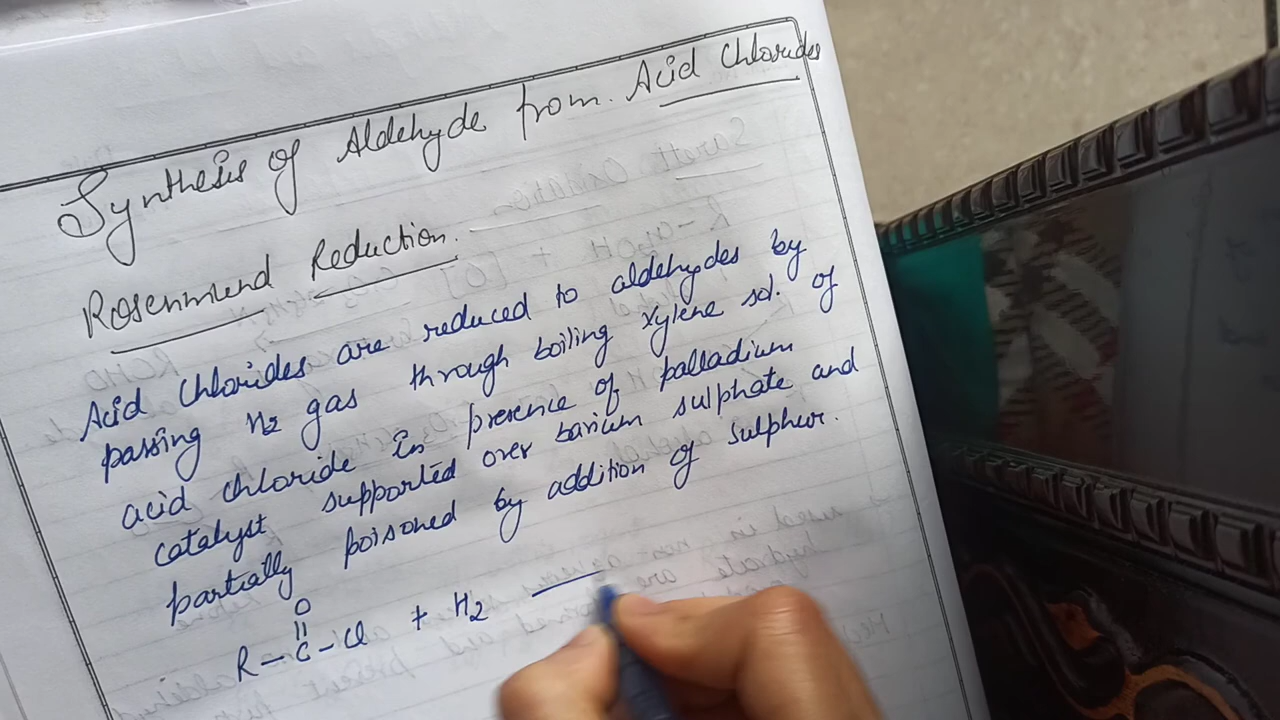 Synthesis of Aldehyde from. Acid Chlorides
Rosenmund Reduction.
Acid Chlorides are reduced to aldehydes by
passing H2 gas through boiling xylene sol. of
acid chloride in presence of palladium
catalyst supported over barium sulphate and
partially poisoned by addition of sulpheur.
O
||
R-C-Cl + H2